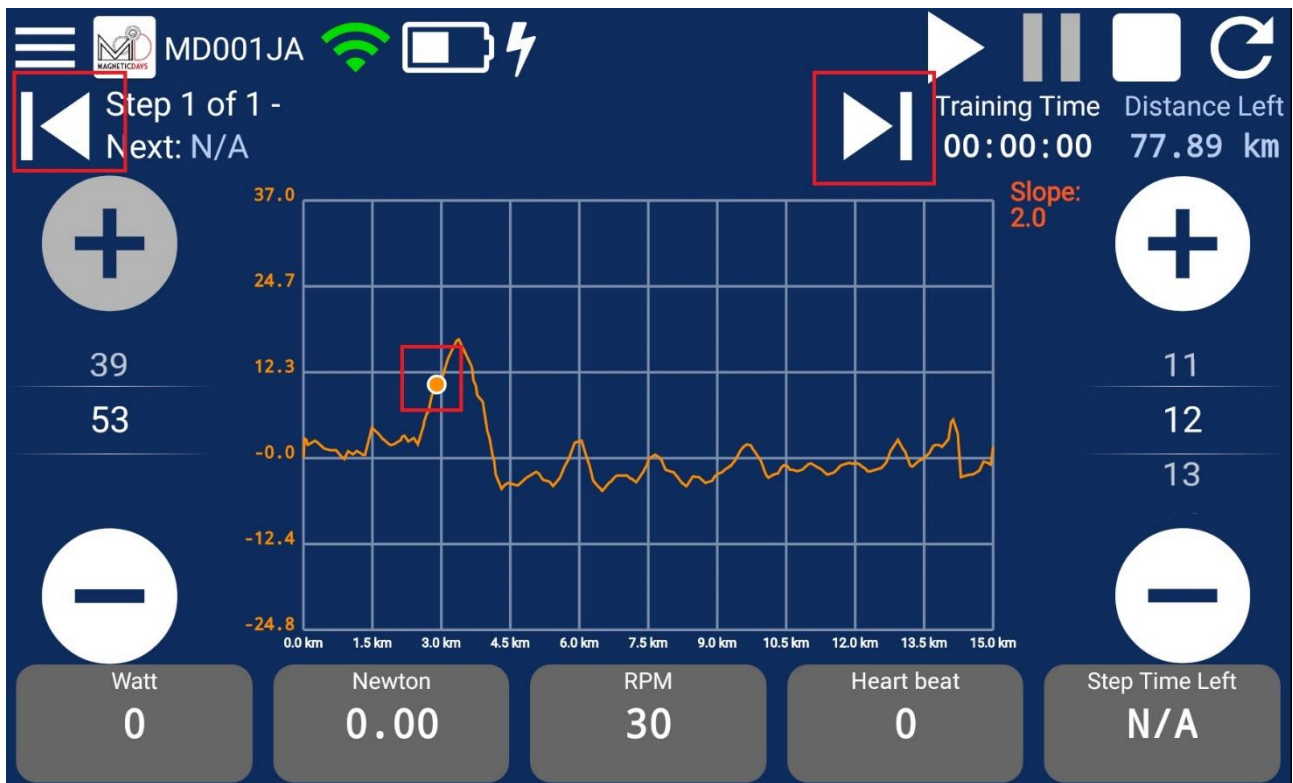 MD001JA
MAGNETICDAYS
Step 1 of 1 -
Next: N/A
Training Time
00:00:00
Distance Left
77.89 km
Slope:
2.0
37.0
24.7
12.3
-0.0
-12.4
-24.8
0.0 km 1.5 km 3.0 km 4.5 km 6.0 km 7.5 km 9.0 km 10.5 km 12.0 km 13.5 km 15.0 km
39
53
11
12
13
Watt
0
Newton
0.00
RPM
30
Heart beat
0
Step Time Left
N/A